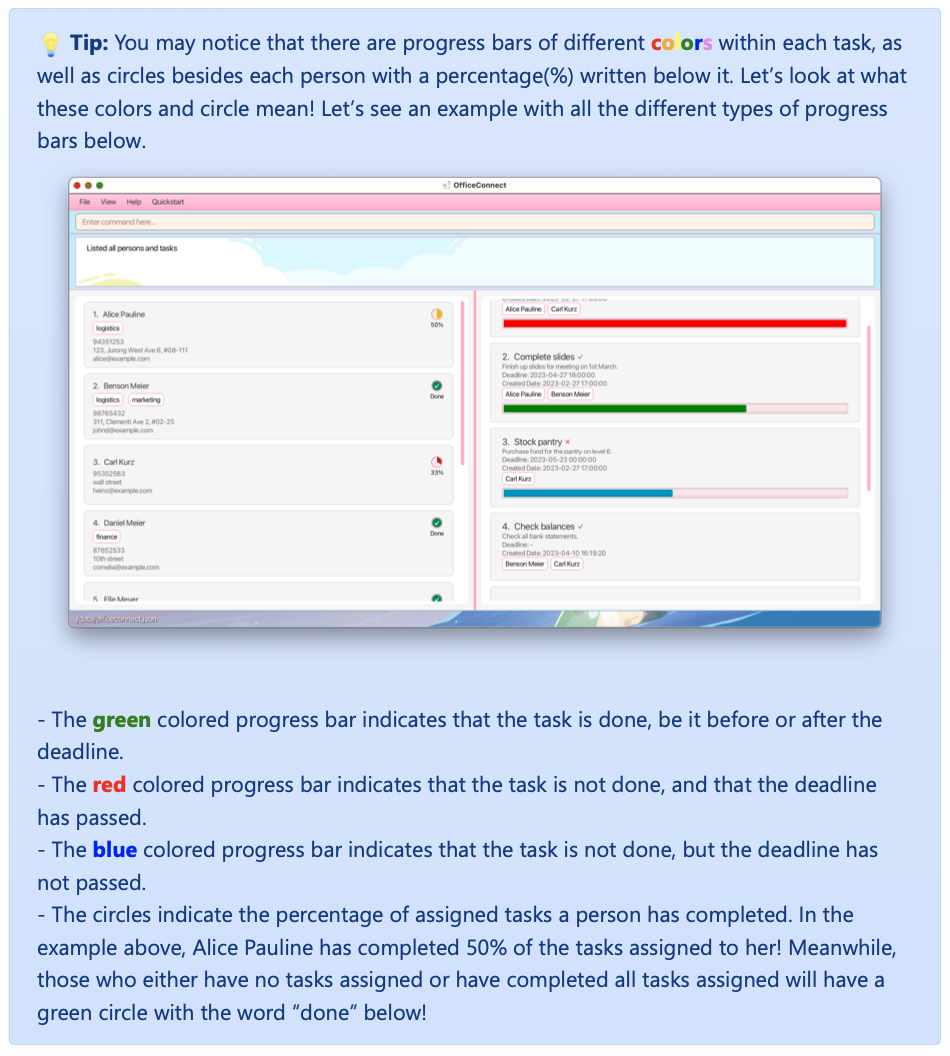 💡 Tip: You may notice that there are progress bars of different colors within each task, as
well as circles besides each person with a percentage(%) written below it. Let’s look at what
these colors and circle mean! Let’s see an example with all the different types of progress
bars below.
OfficeConnect
File View Help Quickstart
Enter command here...
Listed all persons and tasks
1. Alice Pauline
logistics
94351253
123, Jurong West Ave 6, #08-111
alice@example.com
50%
2. Benson Meier
logistics marketing
98765432
311, Clementi Ave 2, #02-25
johnd@example.com
Done
3. Carl Kurz
95352563
wall street
heinz@example.com
33%
4. Daniel Meier
finance
87652533
10th street
cornelia@example.com
Done
5. Elle Meyer
Created Date: 2023-02-27 17:00:00
Alice Pauline Carl Kurz
2. Complete slides ✓
Finish up slides for meeting on 1st March.
Deadline: 2023-04-27 18:00:00
Created Date: 2023-02-27 17:00:00
Alice Pauline Benson Meier
3. Stock pantry ×
Purchase food for the pantry on level 6.
Deadline: 2023-05-23 00:00:00
Created Date: 2023-02-27 17:00:00
Carl Kurz
4. Check balances ✓
Check all bank statements.
Deadline: -
Created Date: 2023-04-10 16:19:20
Benson Meier Carl Kurz
/data/officeconnect.json
- The green colored progress bar indicates that the task is done, be it before or after the
deadline.
- The red colored progress bar indicates that the task is not done, and that the deadline
has passed.
- The blue colored progress bar indicates that the task is not done, but the deadline has
not passed.
- The circles indicate the percentage of assigned tasks a person has completed. In the
example above, Alice Pauline has completed 50% of the tasks assigned to her! Meanwhile,
those who either have no tasks assigned or have completed all tasks assigned will have a
green circle with the word “done” below!